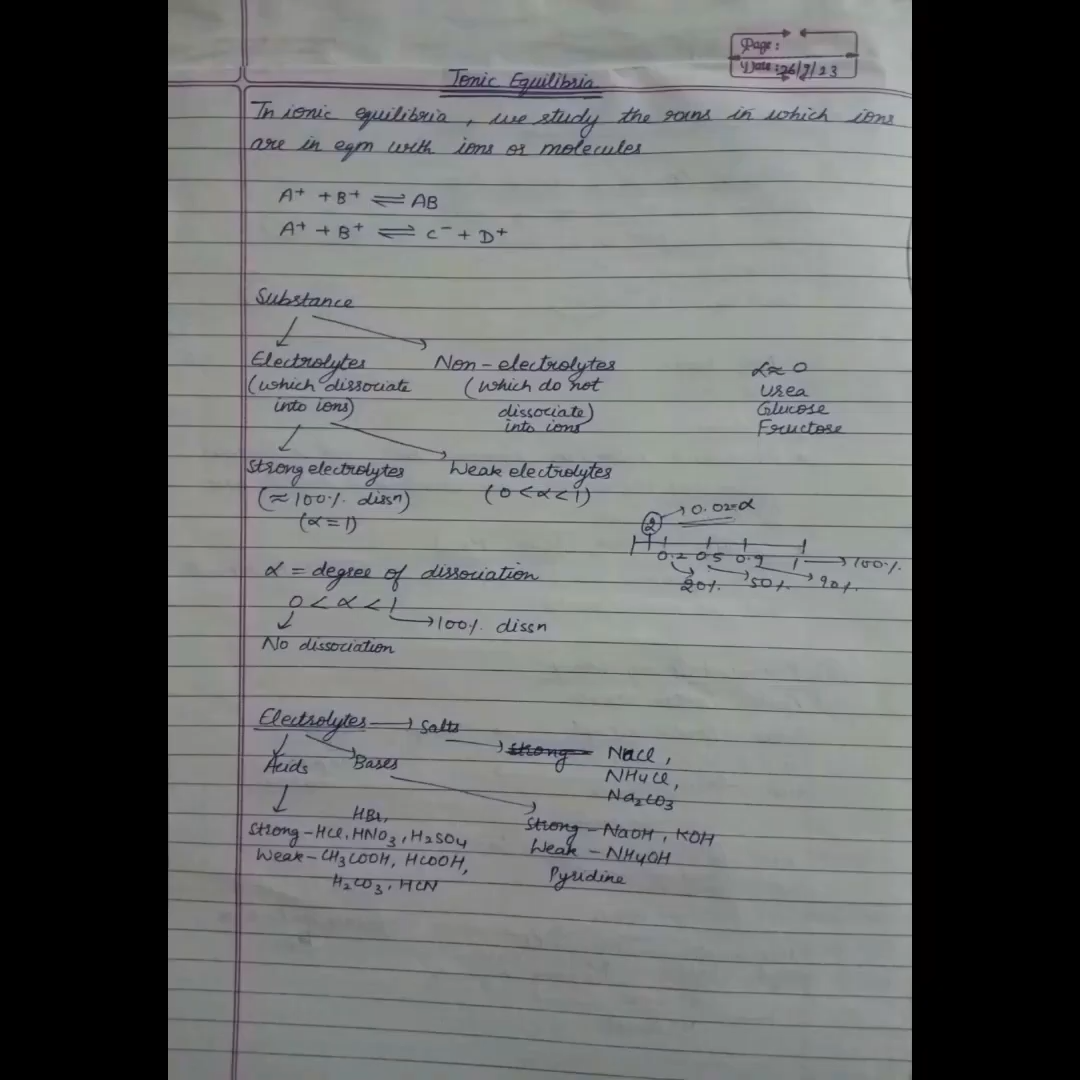 Page:
Date: 26/9/23
Ionic Equilibria
In ionic equilibria, we study the rxns in which ions
are in eqm with ions or molecules
A⁺ + B⁺ ⇌ AB
A⁺ + B⁺ ⇌ C⁻ + D⁺
Substance
Electrolytes
(which dissociate
into ions)
Non-electrolytes
(which do not
dissociate)
into ions
α≈ 0
Urea
Glucose
Fructose
Strong electrolytes
(≈100% dissn)
(α=1)
Weak electrolytes
(0<α<1)
2 → 0.02=α
0.2 0.5 0.9 1 → 100%
20% 50% 90%
α = degree of dissociation
0 < α < 1
→ 100% dissn
No dissociation
Electrolytes → Salts
Strong NaCl,
NH4Cl,
Na2CO3
Acids
Bases
HBr,
Strong - HCl, HNO3, H2SO4
Weak - CH3COOH, HCOOH,
H2CO3, HCN
Strong - NaOH, KOH
Weak - NH4OH
Pyridine